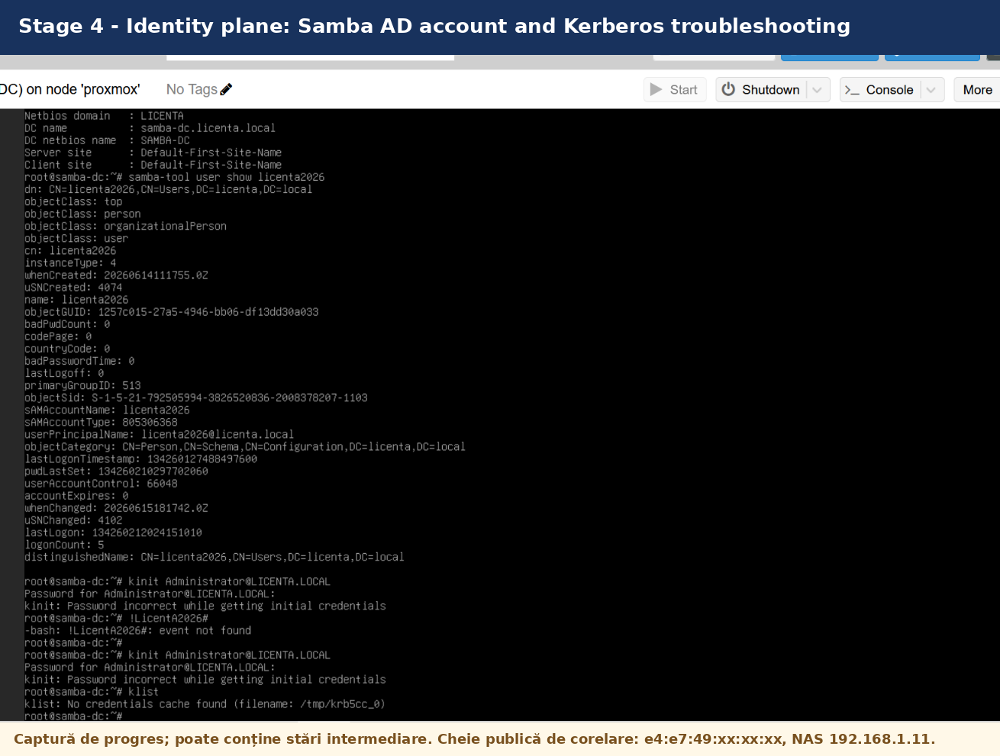 Stage 4 - Identity plane: Samba AD account and Kerberos troubleshooting
DC) on node 'proxmox' No Tags Start Shutdown Console More
Netbios domain : LICENTA
DC name : samba-dc.licenta.local
DC netbios name : SAMBA-DC
Server site : Default-First-Site-Name
Client site : Default-First-Site-Name
root@samba-dc:~# samba-tool user show licenta2026
dn: CN=licenta2026,CN=Users,DC=licenta,DC=local
objectClass: top
objectClass: person
objectClass: organizationalPerson
objectClass: user
cn: licenta2026
instanceType: 4
whenCreated: 20260614111755.0Z
uSNCreated: 4074
name: licenta2026
objectGUID: 1257c015-27a5-4946-bb06-df13dd30a033
badPwdCount: 0
codePage: 0
countryCode: 0
badPasswordTime: 0
lastLogoff: 0
primaryGroupID: 513
objectSid: S-1-5-21-792505994-3826520836-2008378207-1103
sAMAccountName: licenta2026
sAMAccountType: 805306368
userPrincipalName: licenta2026@licenta.local
objectCategory: CN=Person,CN=Schema,CN=Configuration,DC=licenta,DC=local
lastLogonTimestamp: 134260127488497600
pwdLastSet: 134260210297702060
userAccountControl: 66048
accountExpires: 0
whenChanged: 20260615181742.0Z
uSNChanged: 4102
lastLogon: 134260212024151010
logonCount: 5
distinguishedName: CN=licenta2026,CN=Users,DC=licenta,DC=local
root@samba-dc:~# kinit Administrator@LICENTA.LOCAL
Password for Administrator@LICENTA.LOCAL:
kinit: Password incorrect while getting initial credentials
root@samba-dc:~# !LicentA2026#
-bash: !LicentA2026#: event not found
root@samba-dc:~#
root@samba-dc:~# kinit Administrator@LICENTA.LOCAL
Password for Administrator@LICENTA.LOCAL:
kinit: Password incorrect while getting initial credentials
root@samba-dc:~# klist
klist: No credentials cache found (filename: /tmp/krb5cc_0)
root@samba-dc:~#
Captură de progres; poate conține stări intermediare. Cheie publică de corelare: e4:e7:49:xx:xx:xx, NAS 192.168.1.11.